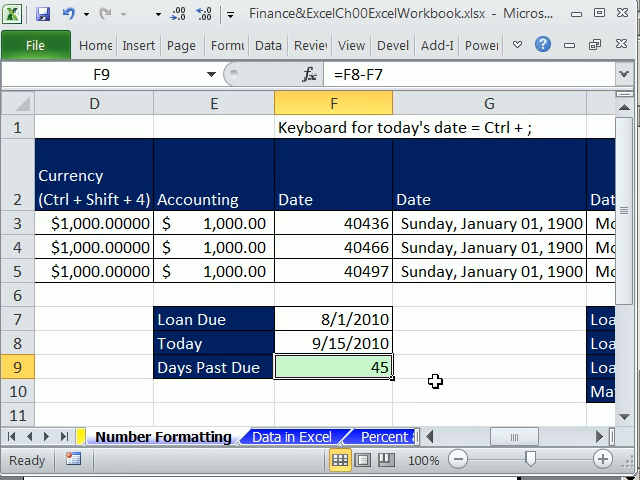 Finance&ExcelCh00ExcelWorkbook.xlsx - Micros...
File Home Insert Page Form Data Revie View Devel Add-I Power
F9 fx =F8-F7
D E F G
1 Keyboard for today's date = Ctrl + ;
Currency
2 (Ctrl + Shift + 4) Accounting Date Date Dat
3 $1,000.00000 $ 1,000.00 40436 Sunday, January 01, 1900 Mo
4 $1,000.00000 $ 1,000.00 40466 Sunday, January 01, 1900 Mo
5 $1,000.00000 $ 1,000.00 40497 Sunday, January 01, 1900 Mo
6
7 Loan Due 8/1/2010 Loa
8 Today 9/15/2010 Loa
9 Days Past Due 45 Loa
10 Mat
11
Number Formatting Data in Excel Percent
Ready 100%